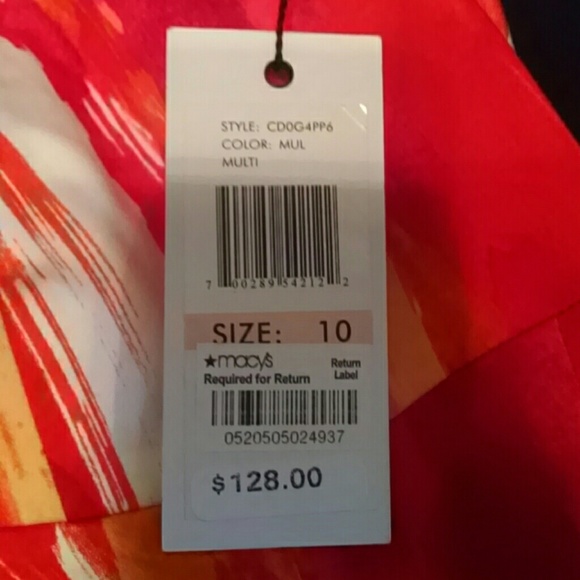 STYLE: CD0G4PP6
COLOR: MUL
MULTI
7 00289 54212 2
SIZE: 10
★macy's Return
Required for Return Label
0520505024937
$128.00